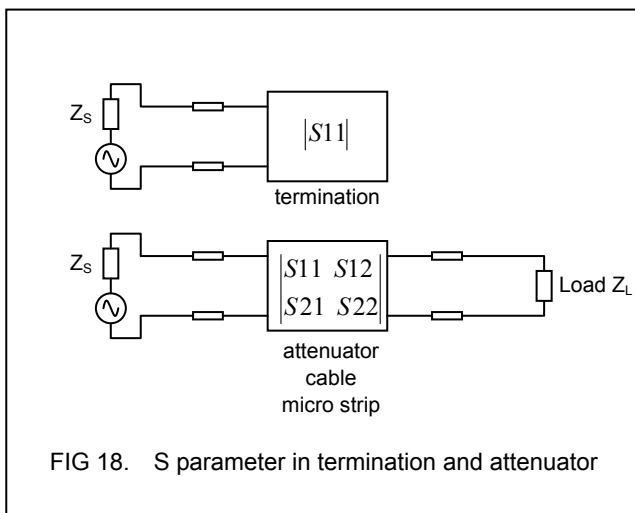 Z_S
|S11|
termination
Z_S
|S11 S12|
|S21 S22|
Load Z_L
attenuator
cable
micro strip
FIG 18. S parameter in termination and attenuator